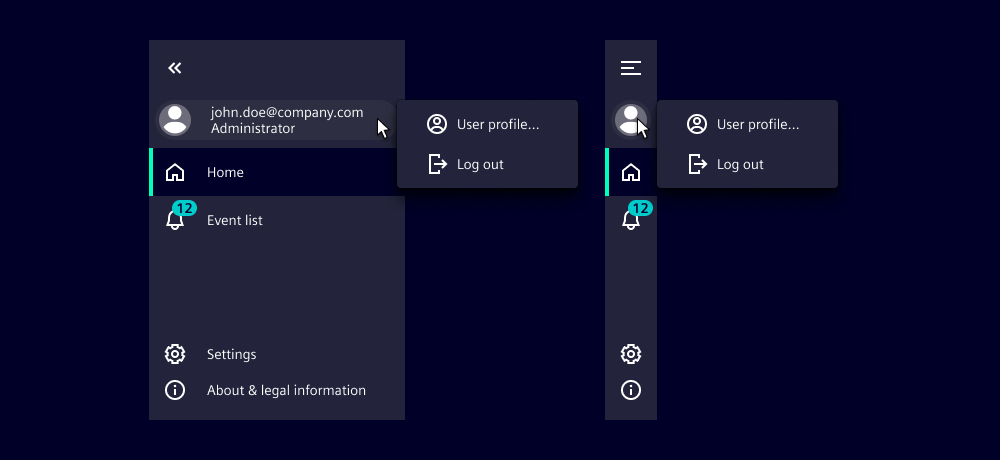 john.doe@company.com
Administrator
User profile...
Log out
Home
12
Event list
Settings
About & legal information
User profile...
Log out
12